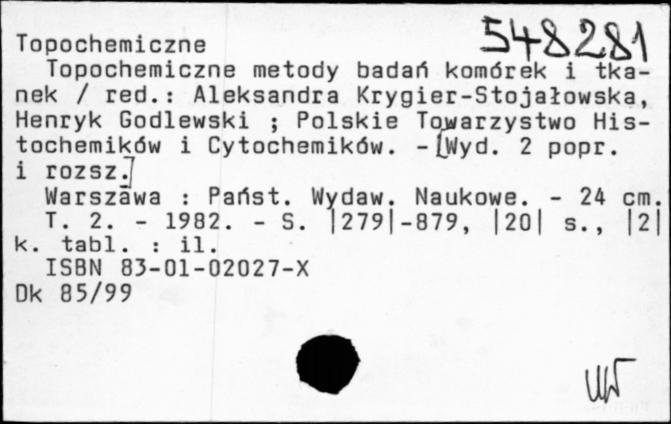 548281
Topochemiczne
Topochemiczne metody badań komórek i tka-
nek / red.: Aleksandra Krygier-Stojałowska,
Henryk Godlewski ; Polskie Towarzystwo His-
tochemików i Cytochemików. - [Wyd. 2 popr.
i rozsz.]
Warszawa : Państ. Wydaw. Naukowe. - 24 cm.
T. 2. - 1982. - S. |279|-879, |20| s., |2|
k. tabl. : il.
ISBN 83-01-02027-X
Dk 85/99
UW